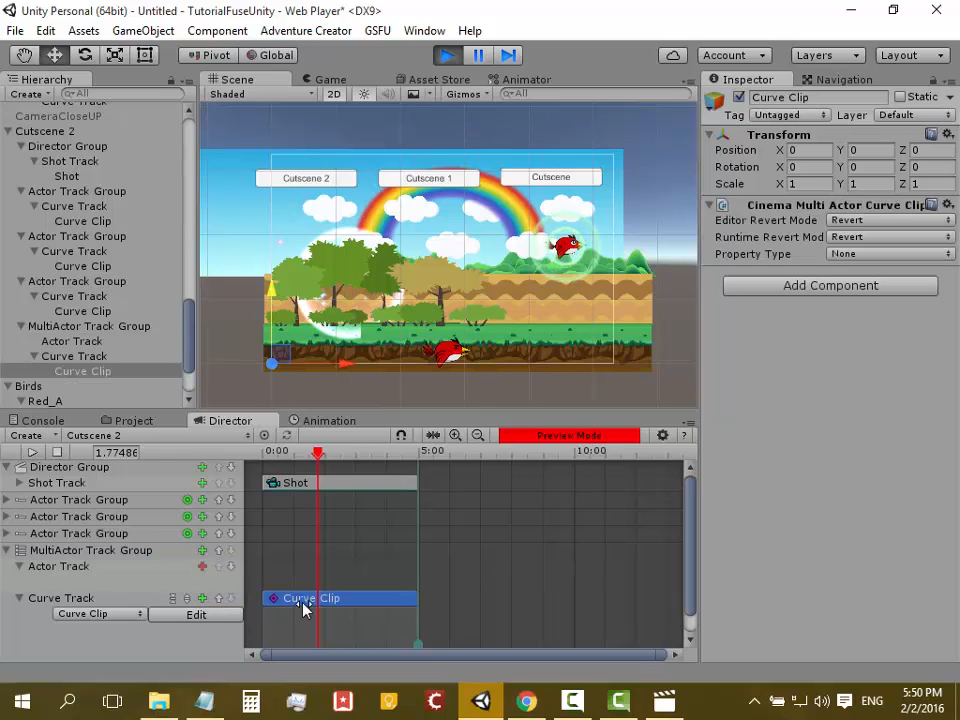 Unity Personal (64bit) - Untitled - TutorialFuseUnity - Web Player* <DX9>
File Edit Assets GameObject Component Adventure Creator GSFU Window Help
Pivot Global Account Layers Layout
Hierarchy
Create All
CameraCloseUP
Cutscene 2
Director Group
Shot Track
Shot
Actor Track Group
Curve Track
Curve Clip
Actor Track Group
Curve Track
Curve Clip
Actor Track Group
Curve Track
Curve Clip
MultiActor Track Group
Actor Track
Curve Track
Curve Clip
Birds
Red_A
Scene Game Asset Store Animator
Shaded 2D Gizmos All
Cutscene 2 Cutscene 1 Cutscene
Inspector Navigation
Curve Clip Static
Tag Untagged Layer Default
Transform
Position X 0 Y 0 Z 0
Rotation X 0 Y 0 Z 0
Scale X 1 Y 1 Z 1
Cinema Multi Actor Curve Clip
Editor Revert Mode Revert
Runtime Revert Mod Revert
Property Type None
Add Component
Console Project Director Animation
Create Cutscene 2 Preview Mode ?
1.77486 0:00 5:00 10:00
Director Group
Shot Track Shot
Actor Track Group
Actor Track Group
Actor Track Group
MultiActor Track Group
Actor Track
Curve Track Curve Clip
Curve Clip Edit
ENG
5:50 PM
2/2/2016